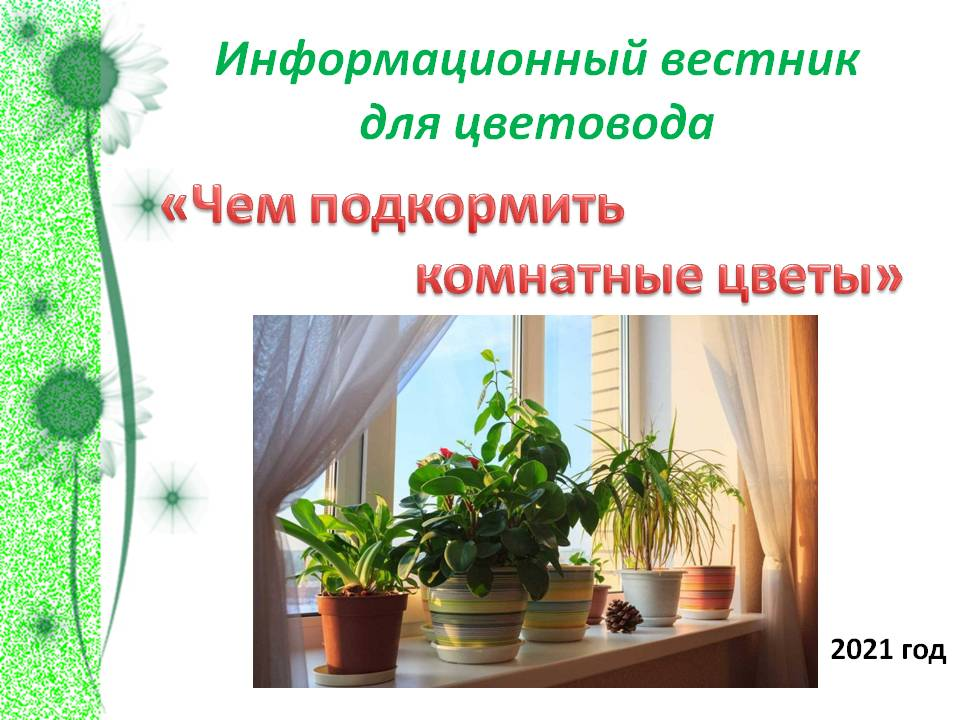 Информационный вестник
для цветовода
«Чем подкормить
комнатные цветы»
2021 год